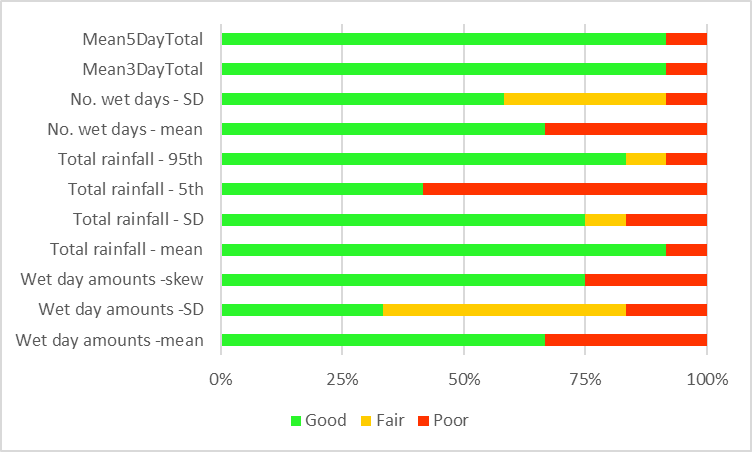 Mean5DayTotal
Mean3DayTotal
No. wet days - SD
No. wet days - mean
Total rainfall - 95th
Total rainfall - 5th
Total rainfall - SD
Total rainfall - mean
Wet day amounts -skew
Wet day amounts -SD
Wet day amounts -mean
0% 25% 50% 75% 100%
Good Fair Poor